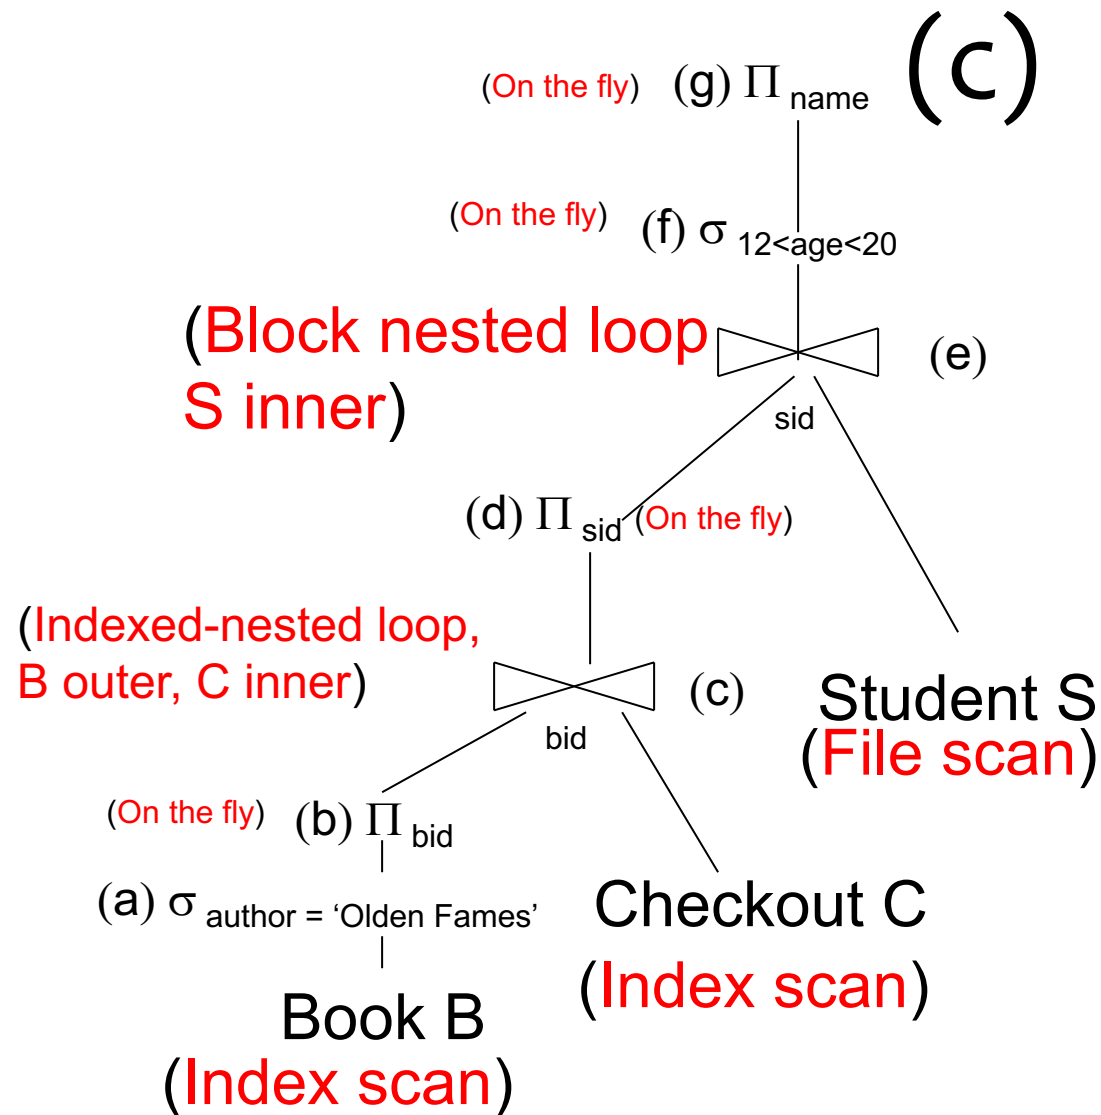 (c)
(On the fly) (g) Π name
(On the fly) (f) σ 12<age<20
(Block nested loop
S inner)
(e)
sid
(d) Π sid (On the fly)
(Indexed-nested loop,
B outer, C inner)
(c)
bid
Student S
(File scan)
(On the fly) (b) Π bid
(a) σ author = ‘Olden Fames’
Checkout C
(Index scan)
Book B
(Index scan)